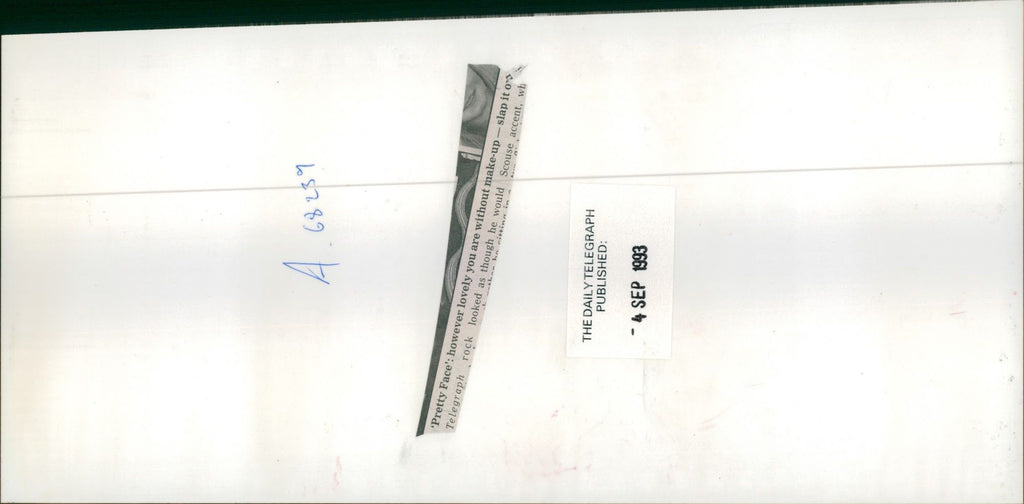 A. 68239
'Pretty Face': however lovely you are without make-up — slap it on
Telegraph rock looked as though he would Scouse accent, wh
THE DAILY TELEGRAPH
PUBLISHED:
- 4 SEP 1993